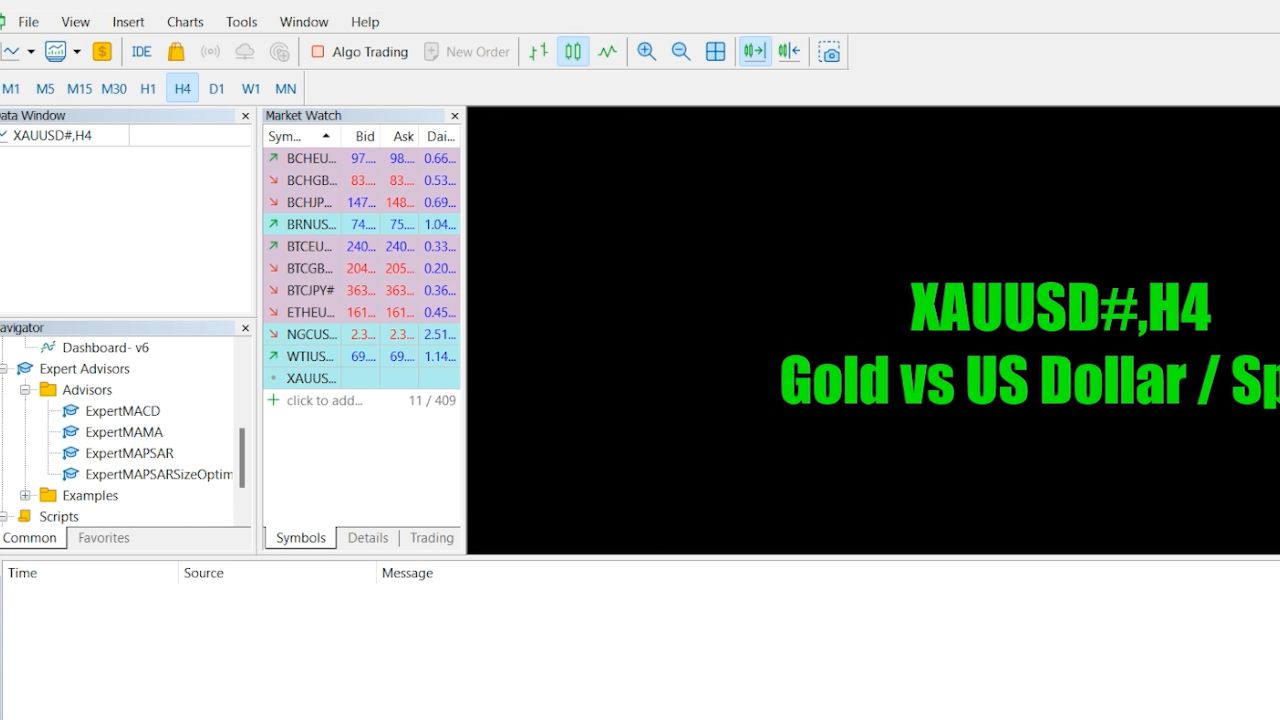 File View Insert Charts Tools Window Help
IDE Algo Trading New Order
M1 M5 M15 M30 H1 H4 D1 W1 MN
ata Window
XAUUSD#,H4
Market Watch
Sym... Bid Ask Dai...
BCHEU... 97.... 98.... 0.66...
BCHGB... 83.... 83.... 0.53...
BCHJP... 147... 148... 0.69...
BRNUS... 74.... 75.... 1.04...
BTCEU... 240... 240... 0.33...
BTCGB... 204... 205... 0.20...
BTCJPY# 363... 363... 0.36...
ETHEU... 161... 161... 0.45...
NGCUS... 2.3... 2.3... 2.51...
WTIUS... 69.... 69.... 1.14...
XAUUS...
click to add... 11 / 409
Symbols Details Trading
avigator
Dashboard- v6
Expert Advisors
Advisors
ExpertMACD
ExpertMAMA
ExpertMAPSAR
ExpertMAPSARSizeOptim
Examples
Scripts
Common Favorites
XAUUSD#,H4
Gold vs US Dollar / Sp
Time Source Message